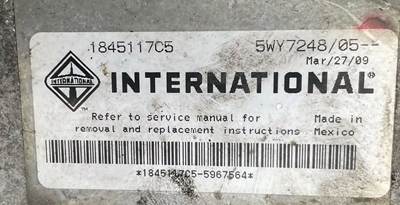 1845117C5 5WY7248/05--
Mar/27/09
INTERNATIONAL
INTERNATIONAL®
Refer to service manual for Made in
removal and replacement instructions Mexico
*1845117C5-5967564*